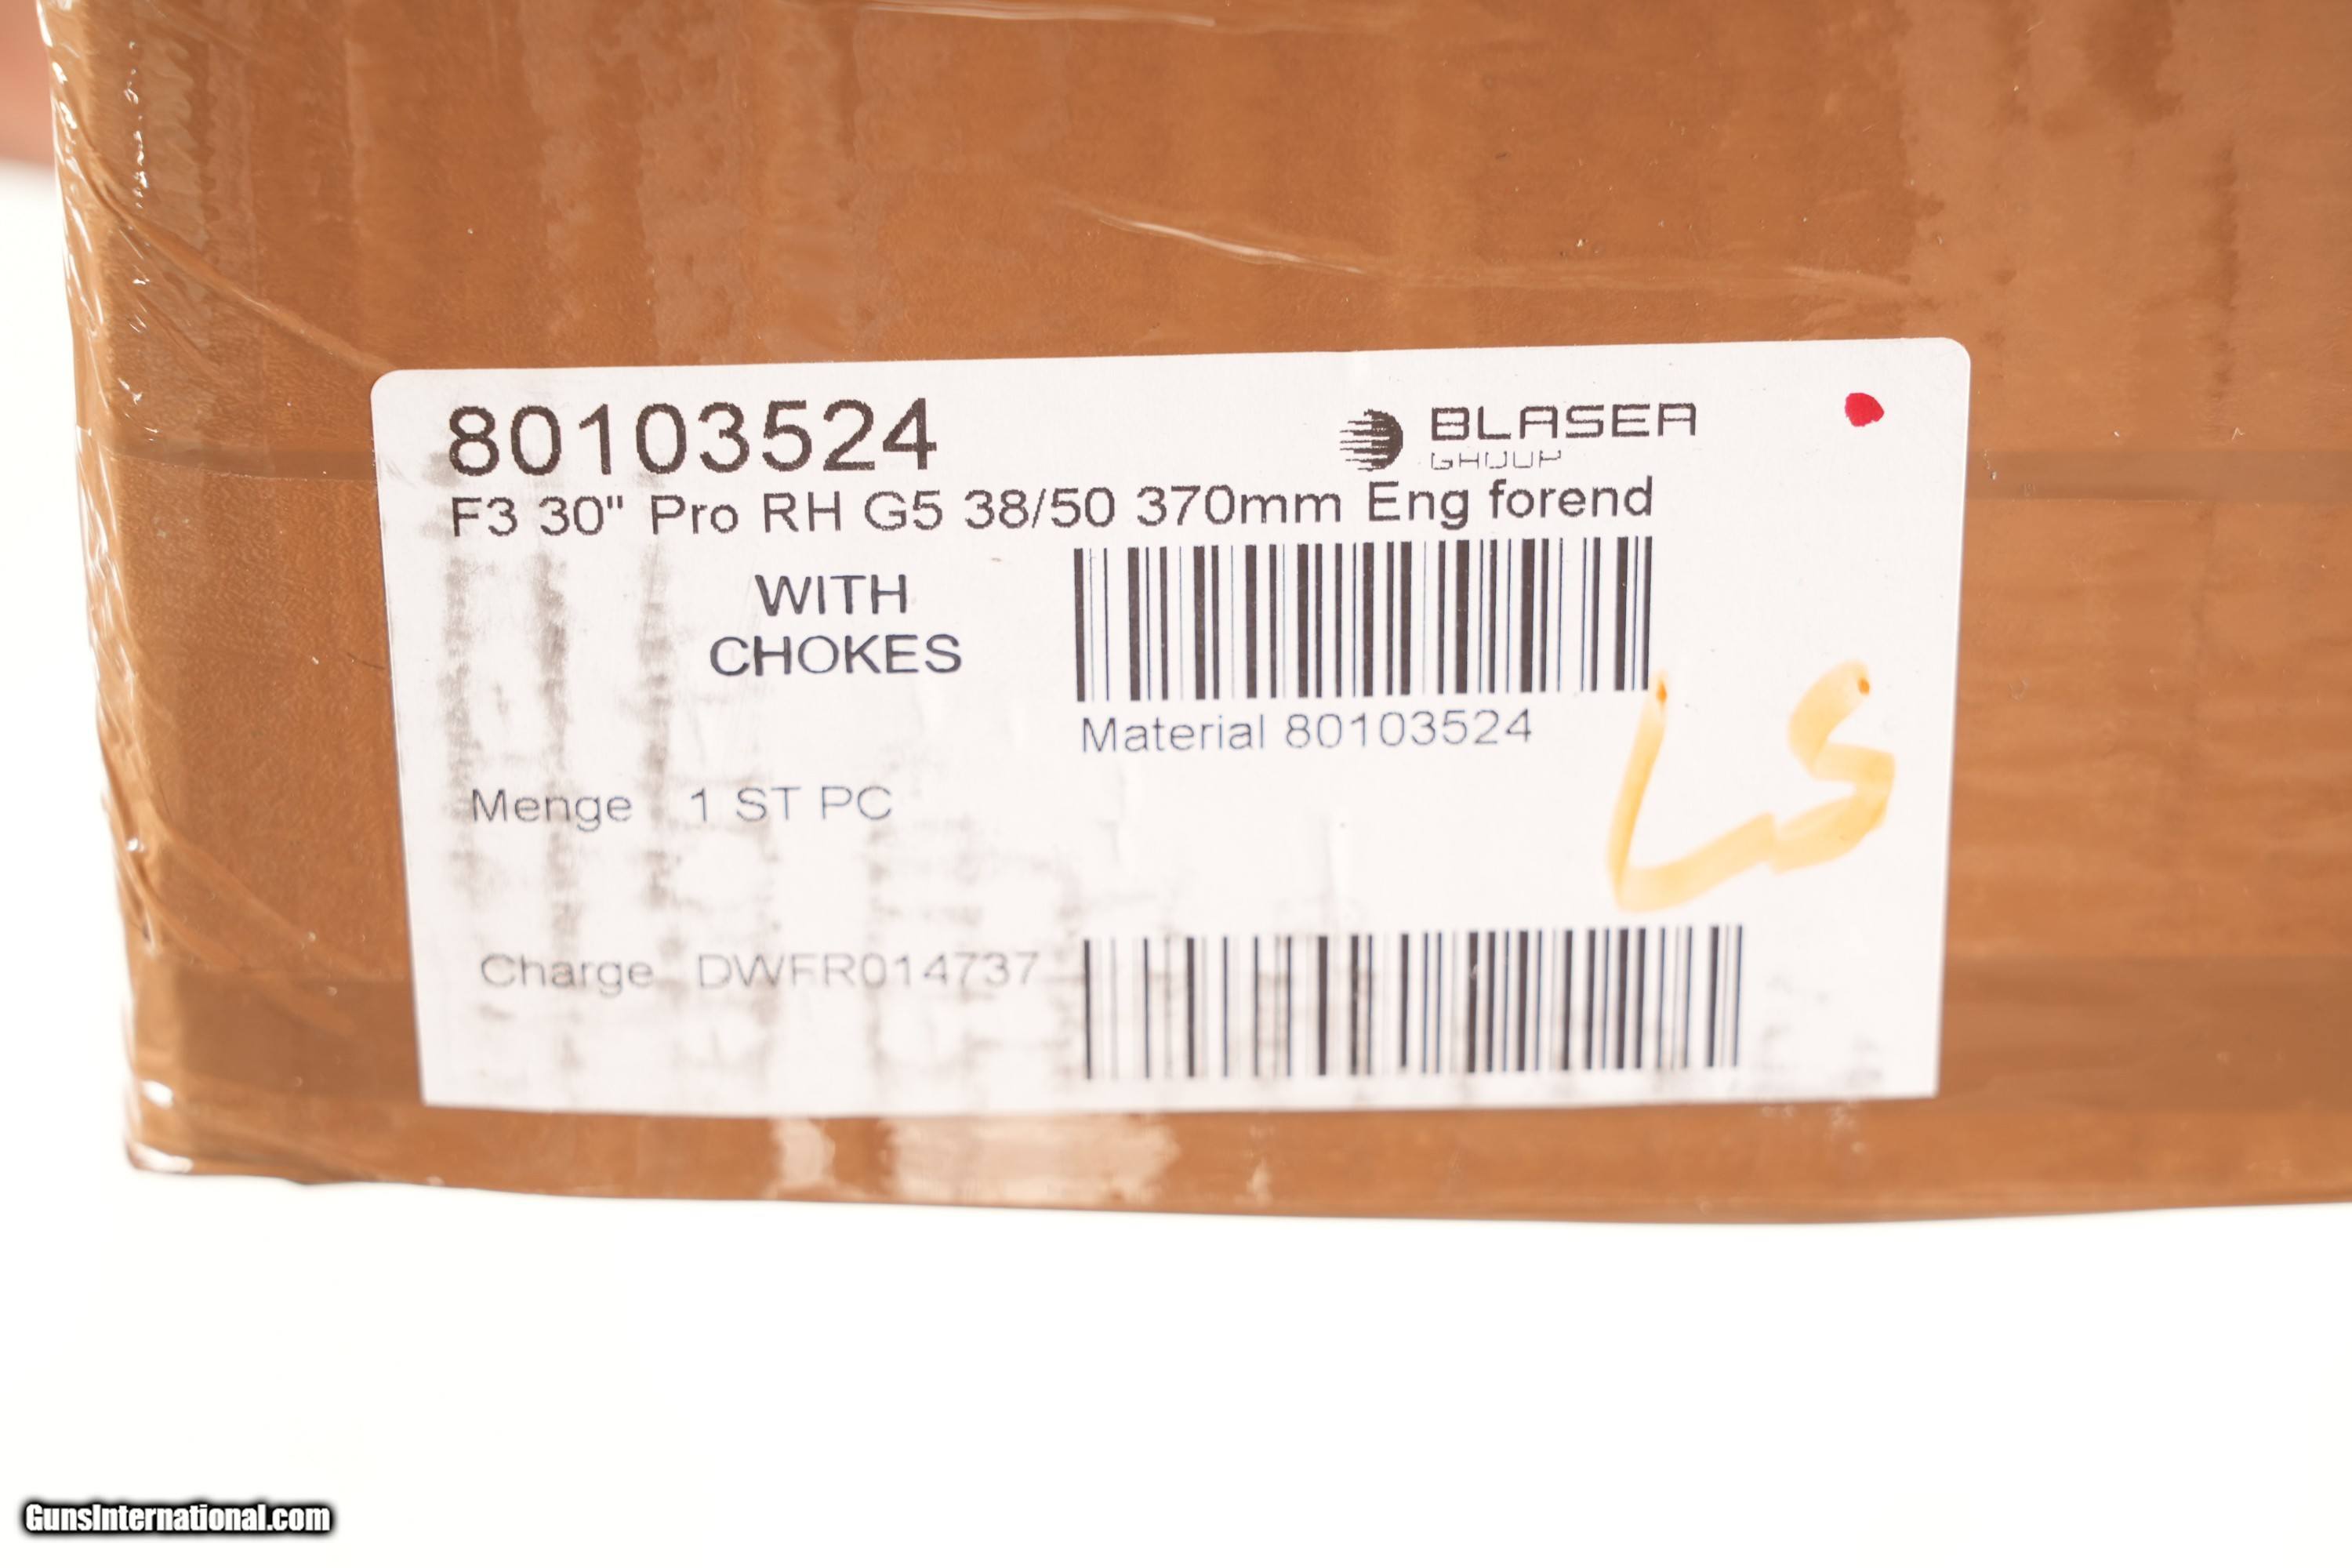 80103524
BLASER
GROUP
F3 30" Pro RH G5 38/50 370mm Eng forend
WITH
CHOKES
Material 80103524
LS
Menge 1 ST PC
Charge DWFR014737
GunsInternational.com